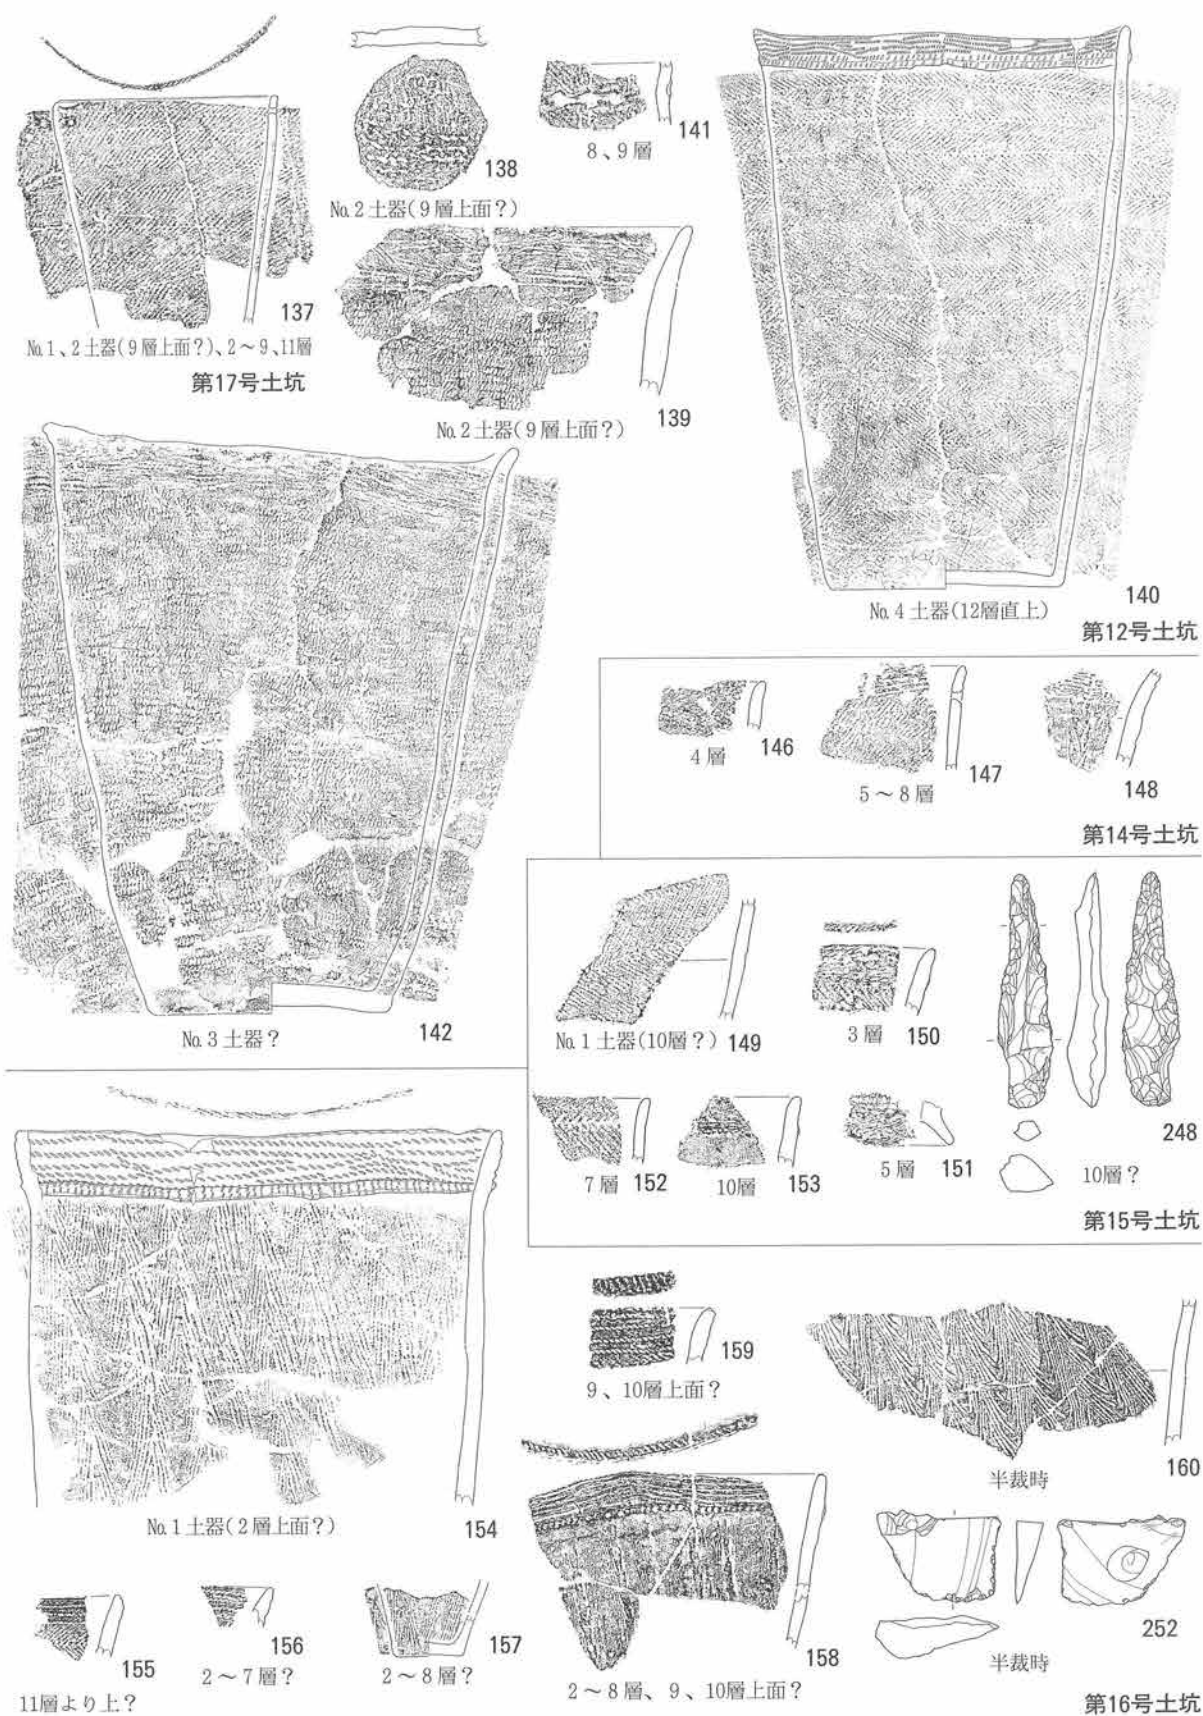 137
No.1、2土器(9層上面？)、2～9、11層
第17号土坑
138
No.2土器(9層上面？)
141
8、9層
139
No.2土器(9層上面？)
140
No.4土器(12層直上)
第12号土坑
142
No.3土器？
146
4層
147
5～8層
148
第14号土坑
No.1土器(10層？) 149
3層 150
7層 152
10層 153
5層 151
248
10層？
第15号土坑
No.1土器(2層上面？) 154
159
9、10層上面？
160
半裁時
155
11層より上？
156
2～7層？
157
2～8層？
158
2～8層、9、10層上面？
252
半裁時
第16号土坑